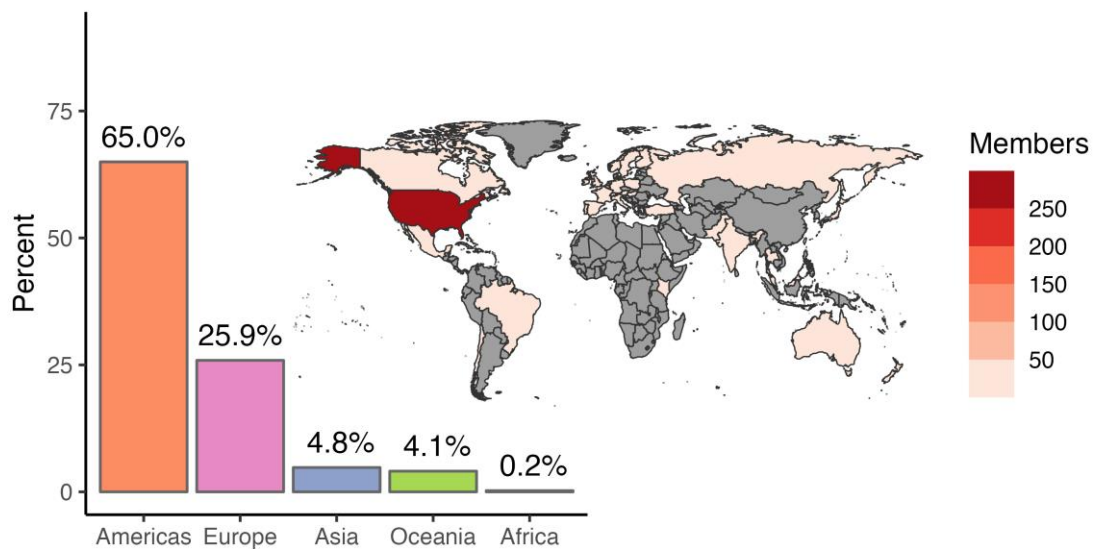 Percent
75
50
25
0
65.0%
25.9%
4.8%
4.1%
0.2%
Americas
Europe
Asia
Oceania
Africa
Members
250
200
150
100
50